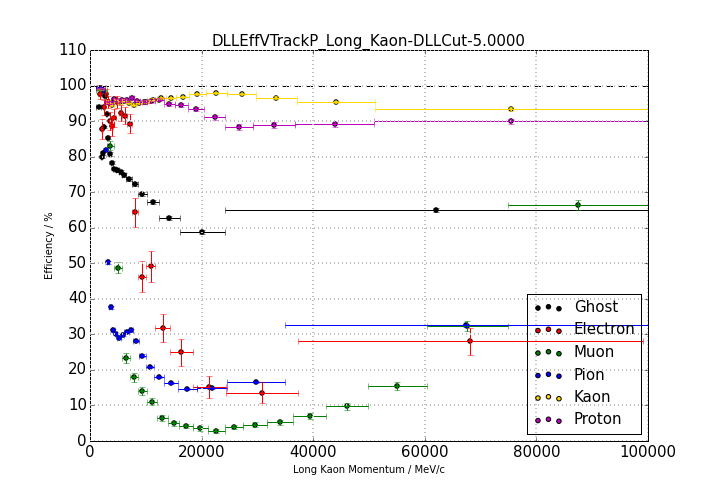 DLLEffVTrackP_Long_Kaon-DLLCut-5.0000
110
100
90
80
70
60
50
40
30
20
10
0
Efficiency / %
Ghost
Electron
Muon
Pion
Kaon
Proton
0 20000 40000 60000 80000 100000
Long Kaon Momentum / MeV/c